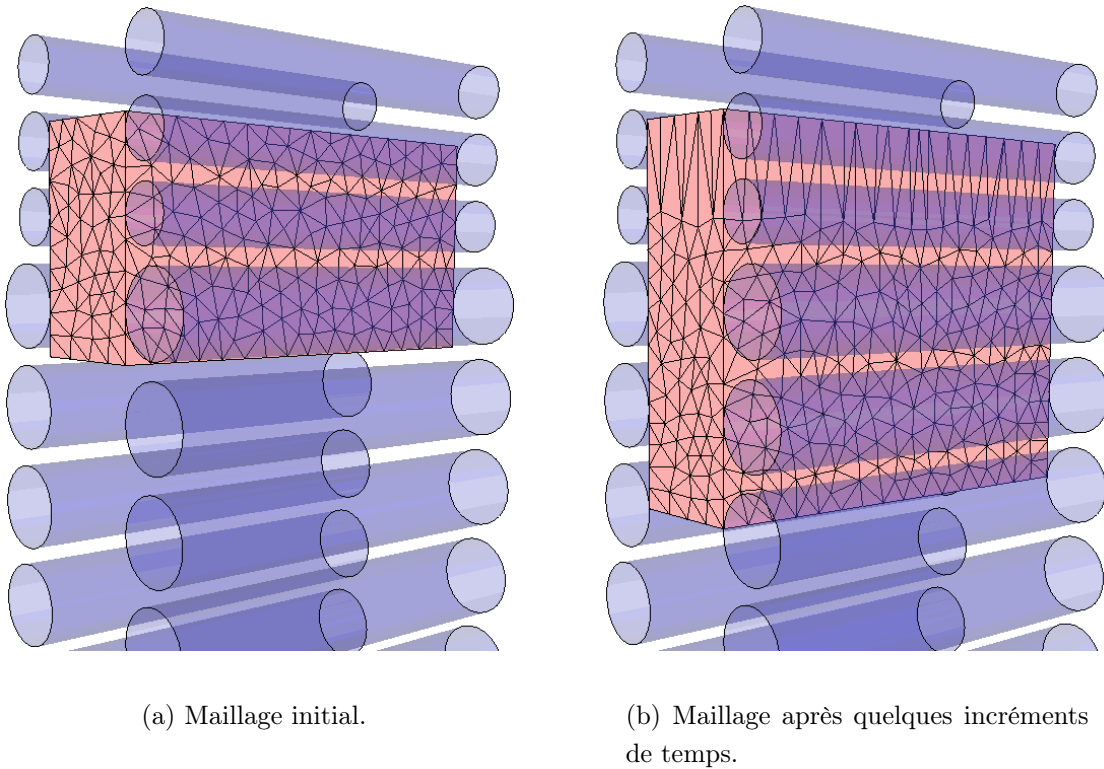 (a) Maillage initial.
(b) Maillage après quelques incréments
de temps.